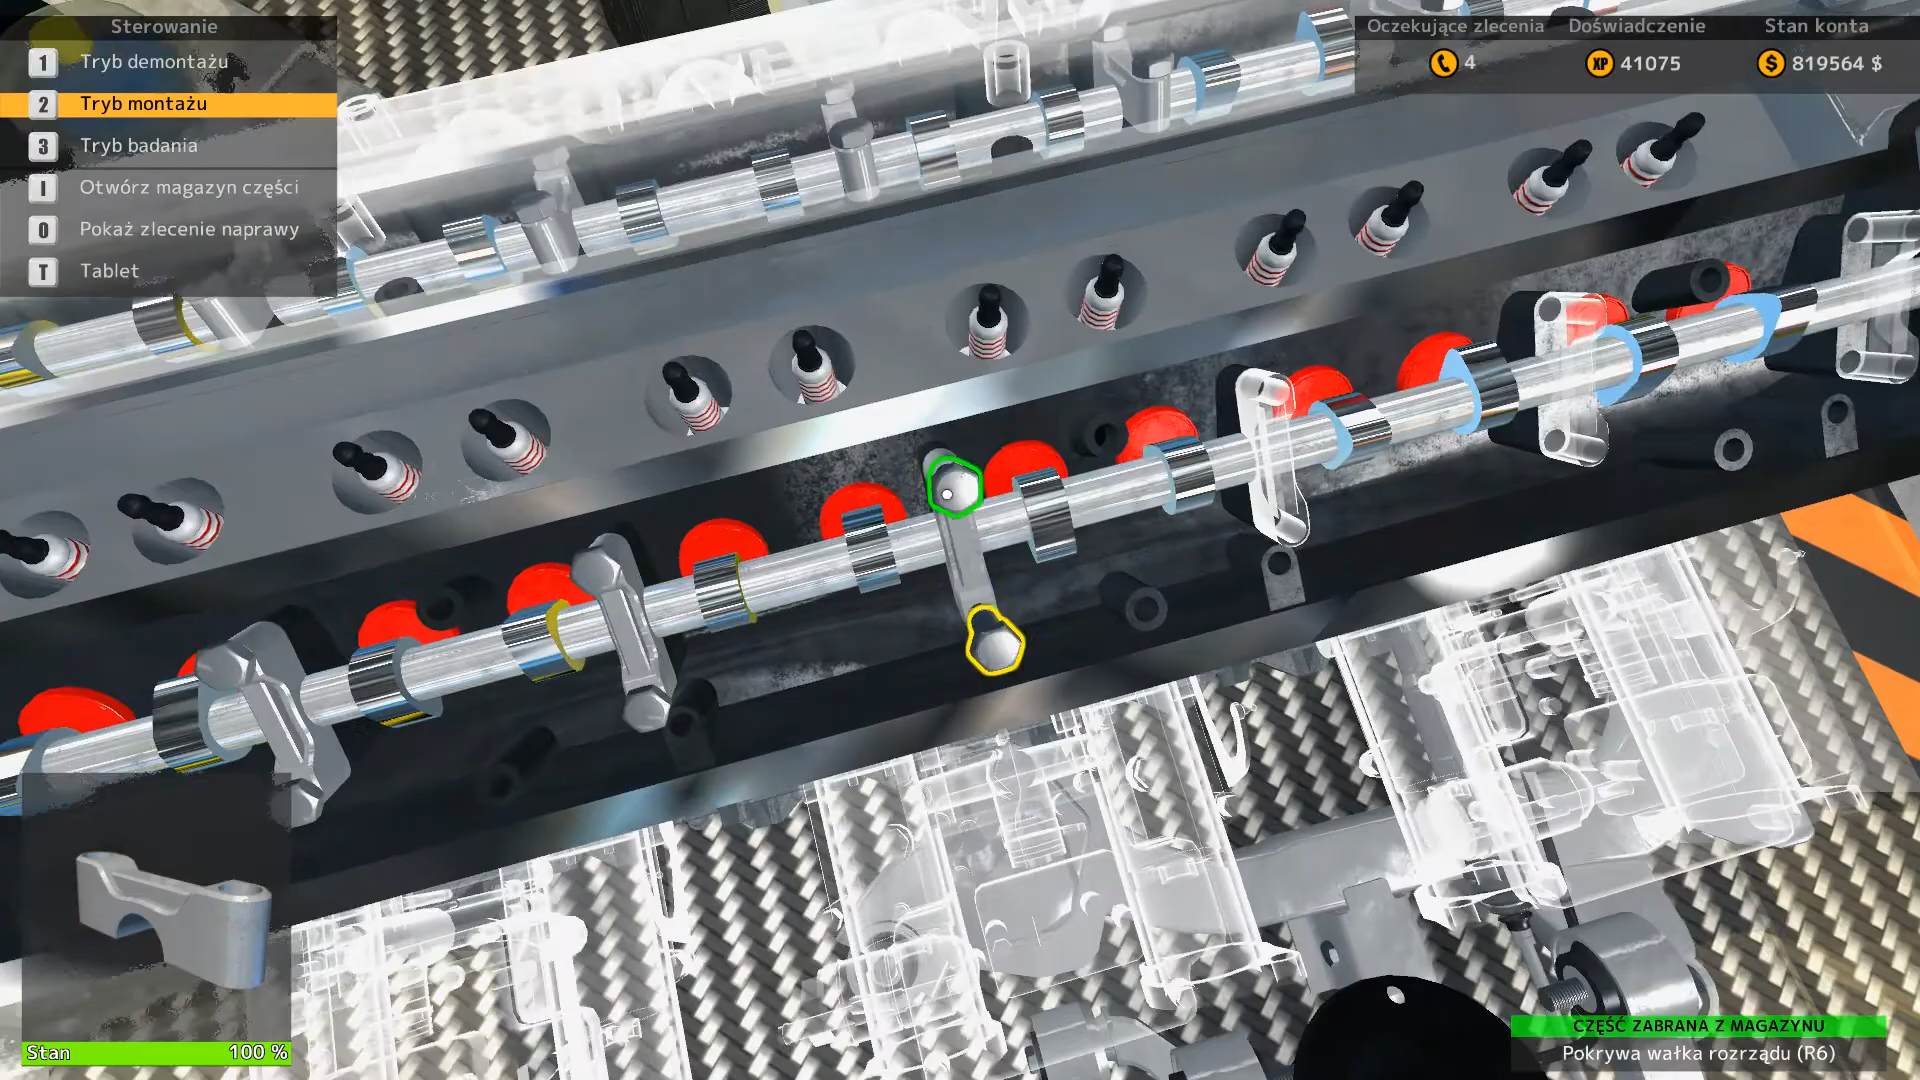 Sterowanie
1 Tryb demontażu
2 Tryb montażu
3 Tryb badania
I Otwórz magazyn części
O Pokaż zlecenie naprawy
T Tablet
Oczekujące zlecenia Doświadczenie Stan konta
4 XP 41075 $ 819564 $
Stan 100 %
CZĘŚĆ ZABRANA Z MAGAZYNU
Pokrywa wałka rozrządu (R6)